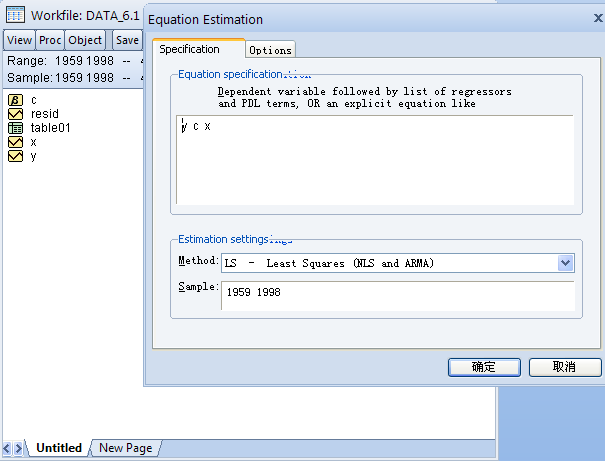 Workfile: DATA_6.1
View Proc Object Save
Range: 1959 1998 --
Sample: 1959 1998 --
c
resid
table01
x
y
Untitled New Page
Equation Estimation
Specification Options
Equation specification
Dependent variable followed by list of regressors
and PDL terms, OR an explicit equation like
y c x
Estimation settings
Method: LS - Least Squares (NLS and ARMA)
Sample: 1959 1998
确定 取消